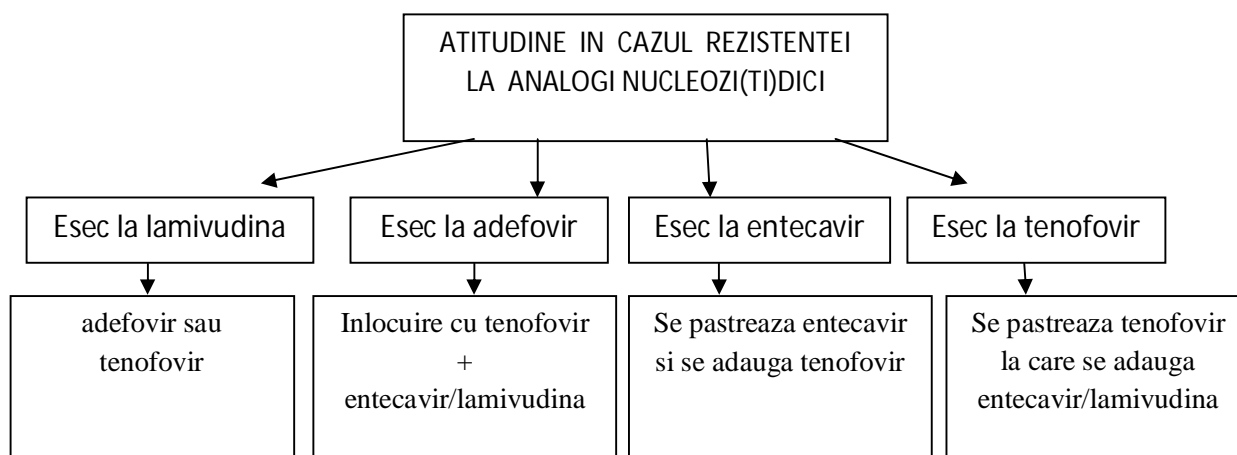 ATITUDINE IN CAZUL REZISTENTEI
LA ANALOGI NUCLEOZI(TI)DICI
Esec la lamivudina
Esec la adefovir
Esec la entecavir
Esec la tenofovir
adefovir sau
tenofovir
Inlocuire cu tenofovir
+
entecavir/lamivudina
Se pastreaza entecavir
si se adauga tenofovir
Se pastreaza tenofovir
la care se adauga
entecavir/lamivudina